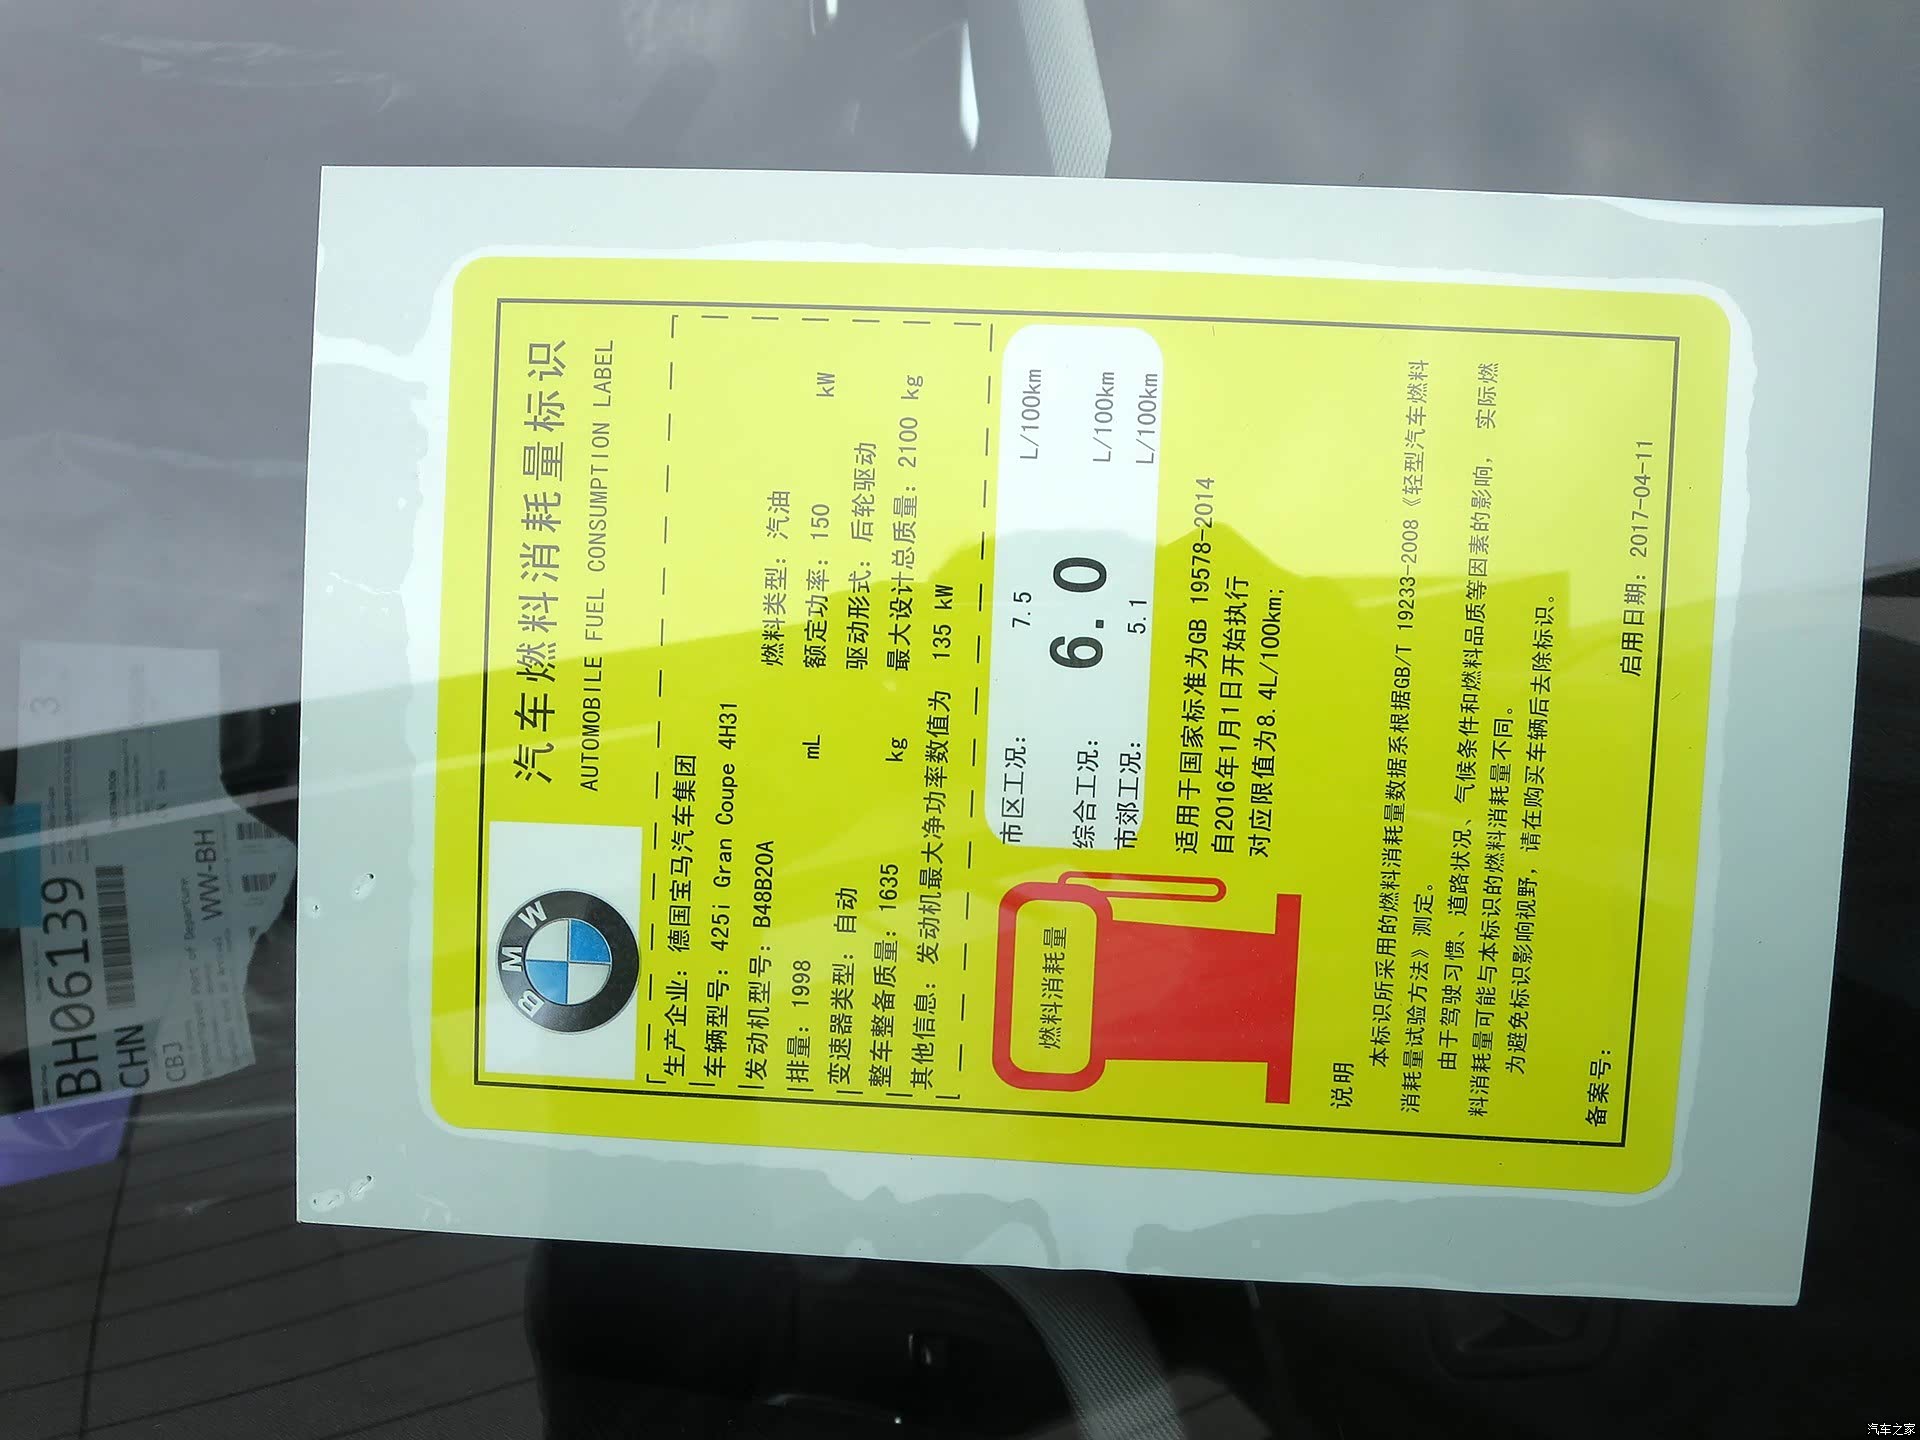 汽车燃料消耗量标识
AUTOMOBILE FUEL CONSUMPTION LABEL
BMW
生产企业：德国宝马汽车集团
车辆型号：425i Gran Coupe 4H31
发动机型号：B48B20A 燃料类型：汽油
排量：1998 mL 额定功率：150 kW
变速器类型：自动 驱动形式：后轮驱动
整车整备质量：1635 kg 最大设计总质量：2100 kg
其他信息：发动机最大净功率数值为 135 kW
燃料消耗量
市区工况： 7.5 L/100km
综合工况： 6.0 L/100km
市郊工况： 5.1 L/100km
适用于国家标准为GB 19578-2014
自2016年1月1日开始执行
对应限值为8.4L/100km;
说明
本标识所采用的燃料消耗量数据系根据GB/T 19233-2008《轻型汽车燃料
消耗量试验方法》测定。
由于驾驶习惯、道路状况、气候条件和燃料品质等因素的影响，实际燃
料消耗量可能与本标识的燃料消耗量不同。
为避免标识影响视野，请在购买车辆后去除标识。
备案号：
启用日期：2017-04-11
BH06139
3
CHN
CBJ
Port of Departure
WW-BH
汽车之家